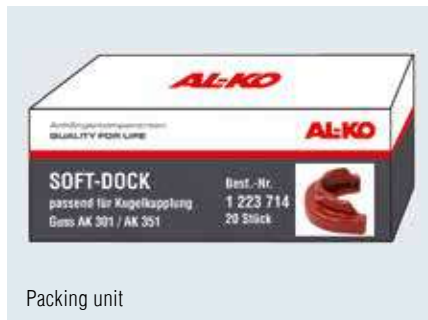 AL-KO
QUALITY FOR LIFE
AL-KO
SOFT-DOCK
passend für Kugelkupplung
Guss AK 301 / AK 351
Best.-Nr.
1 223 714
20 Stück
Packing unit